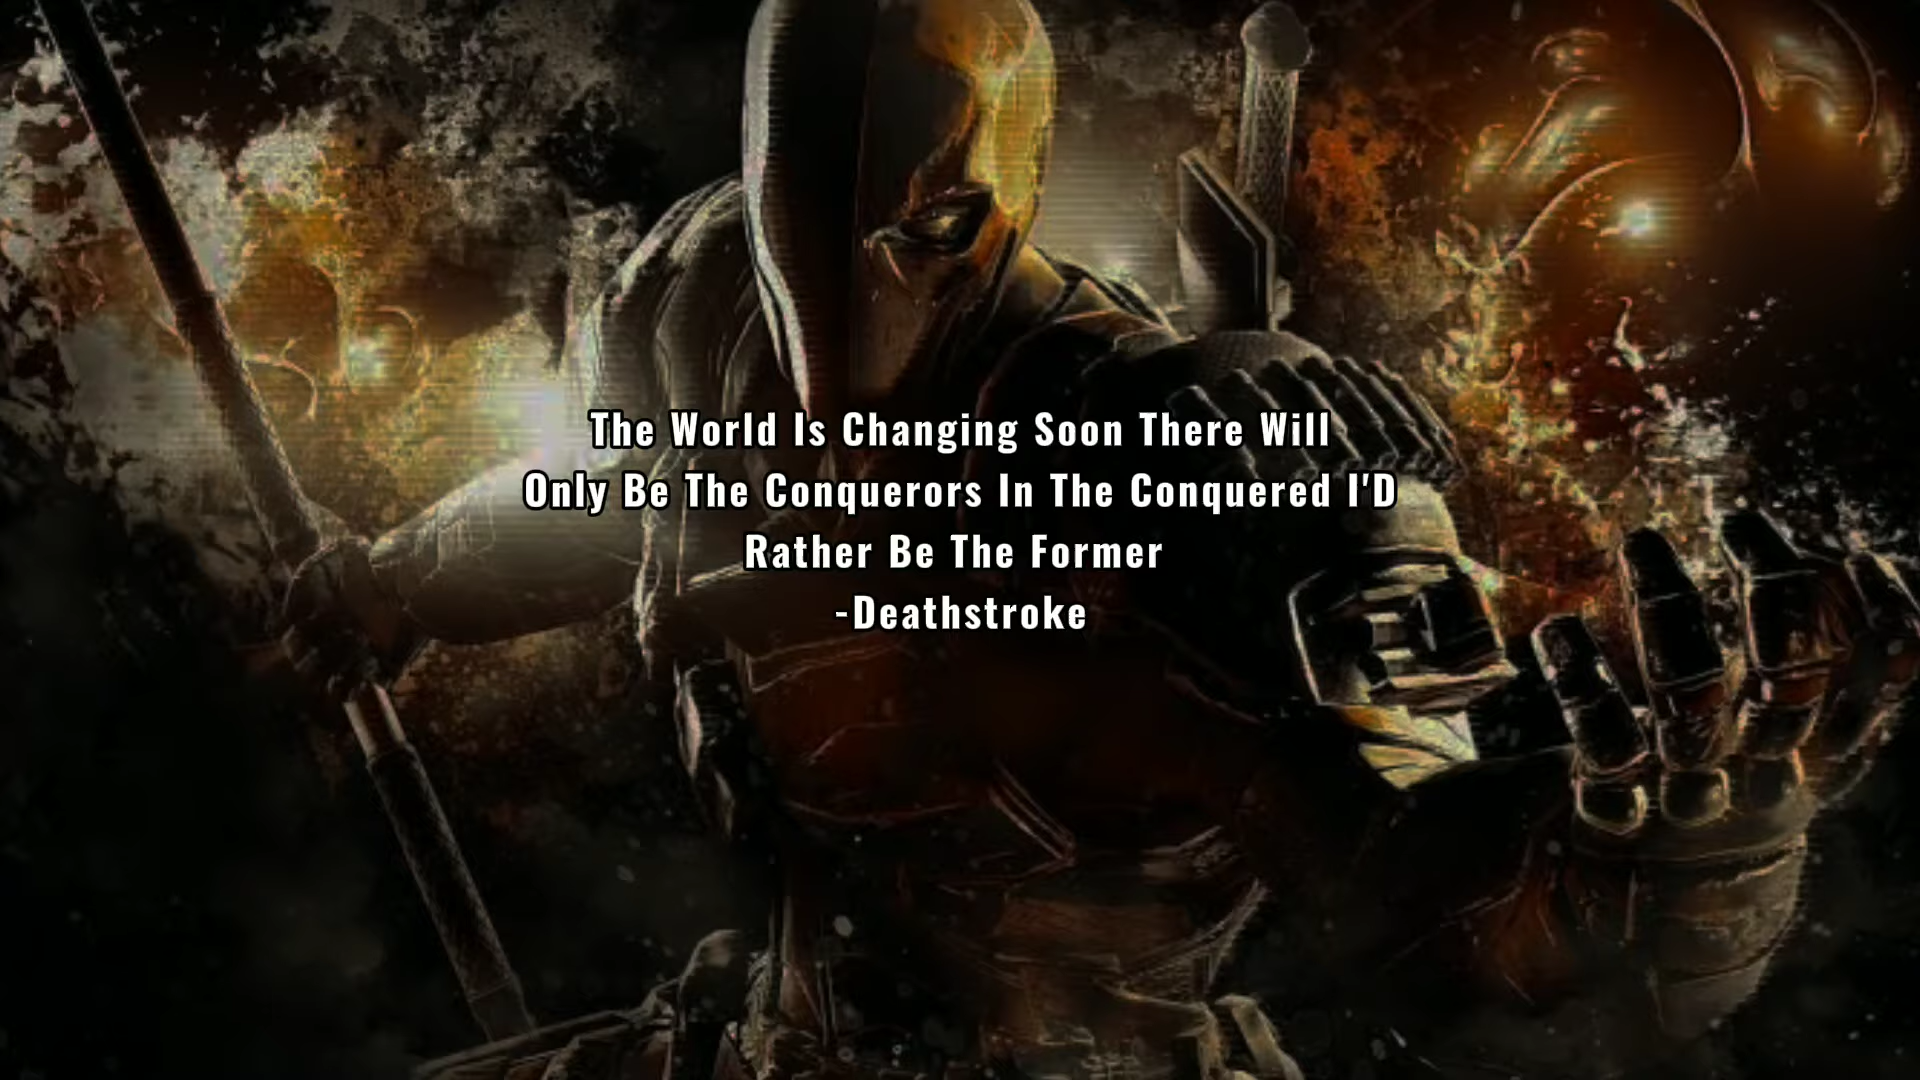 The World Is Changing Soon There Will
Only Be The Conquerors In The Conquered I'D
Rather Be The Former
-Deathstroke